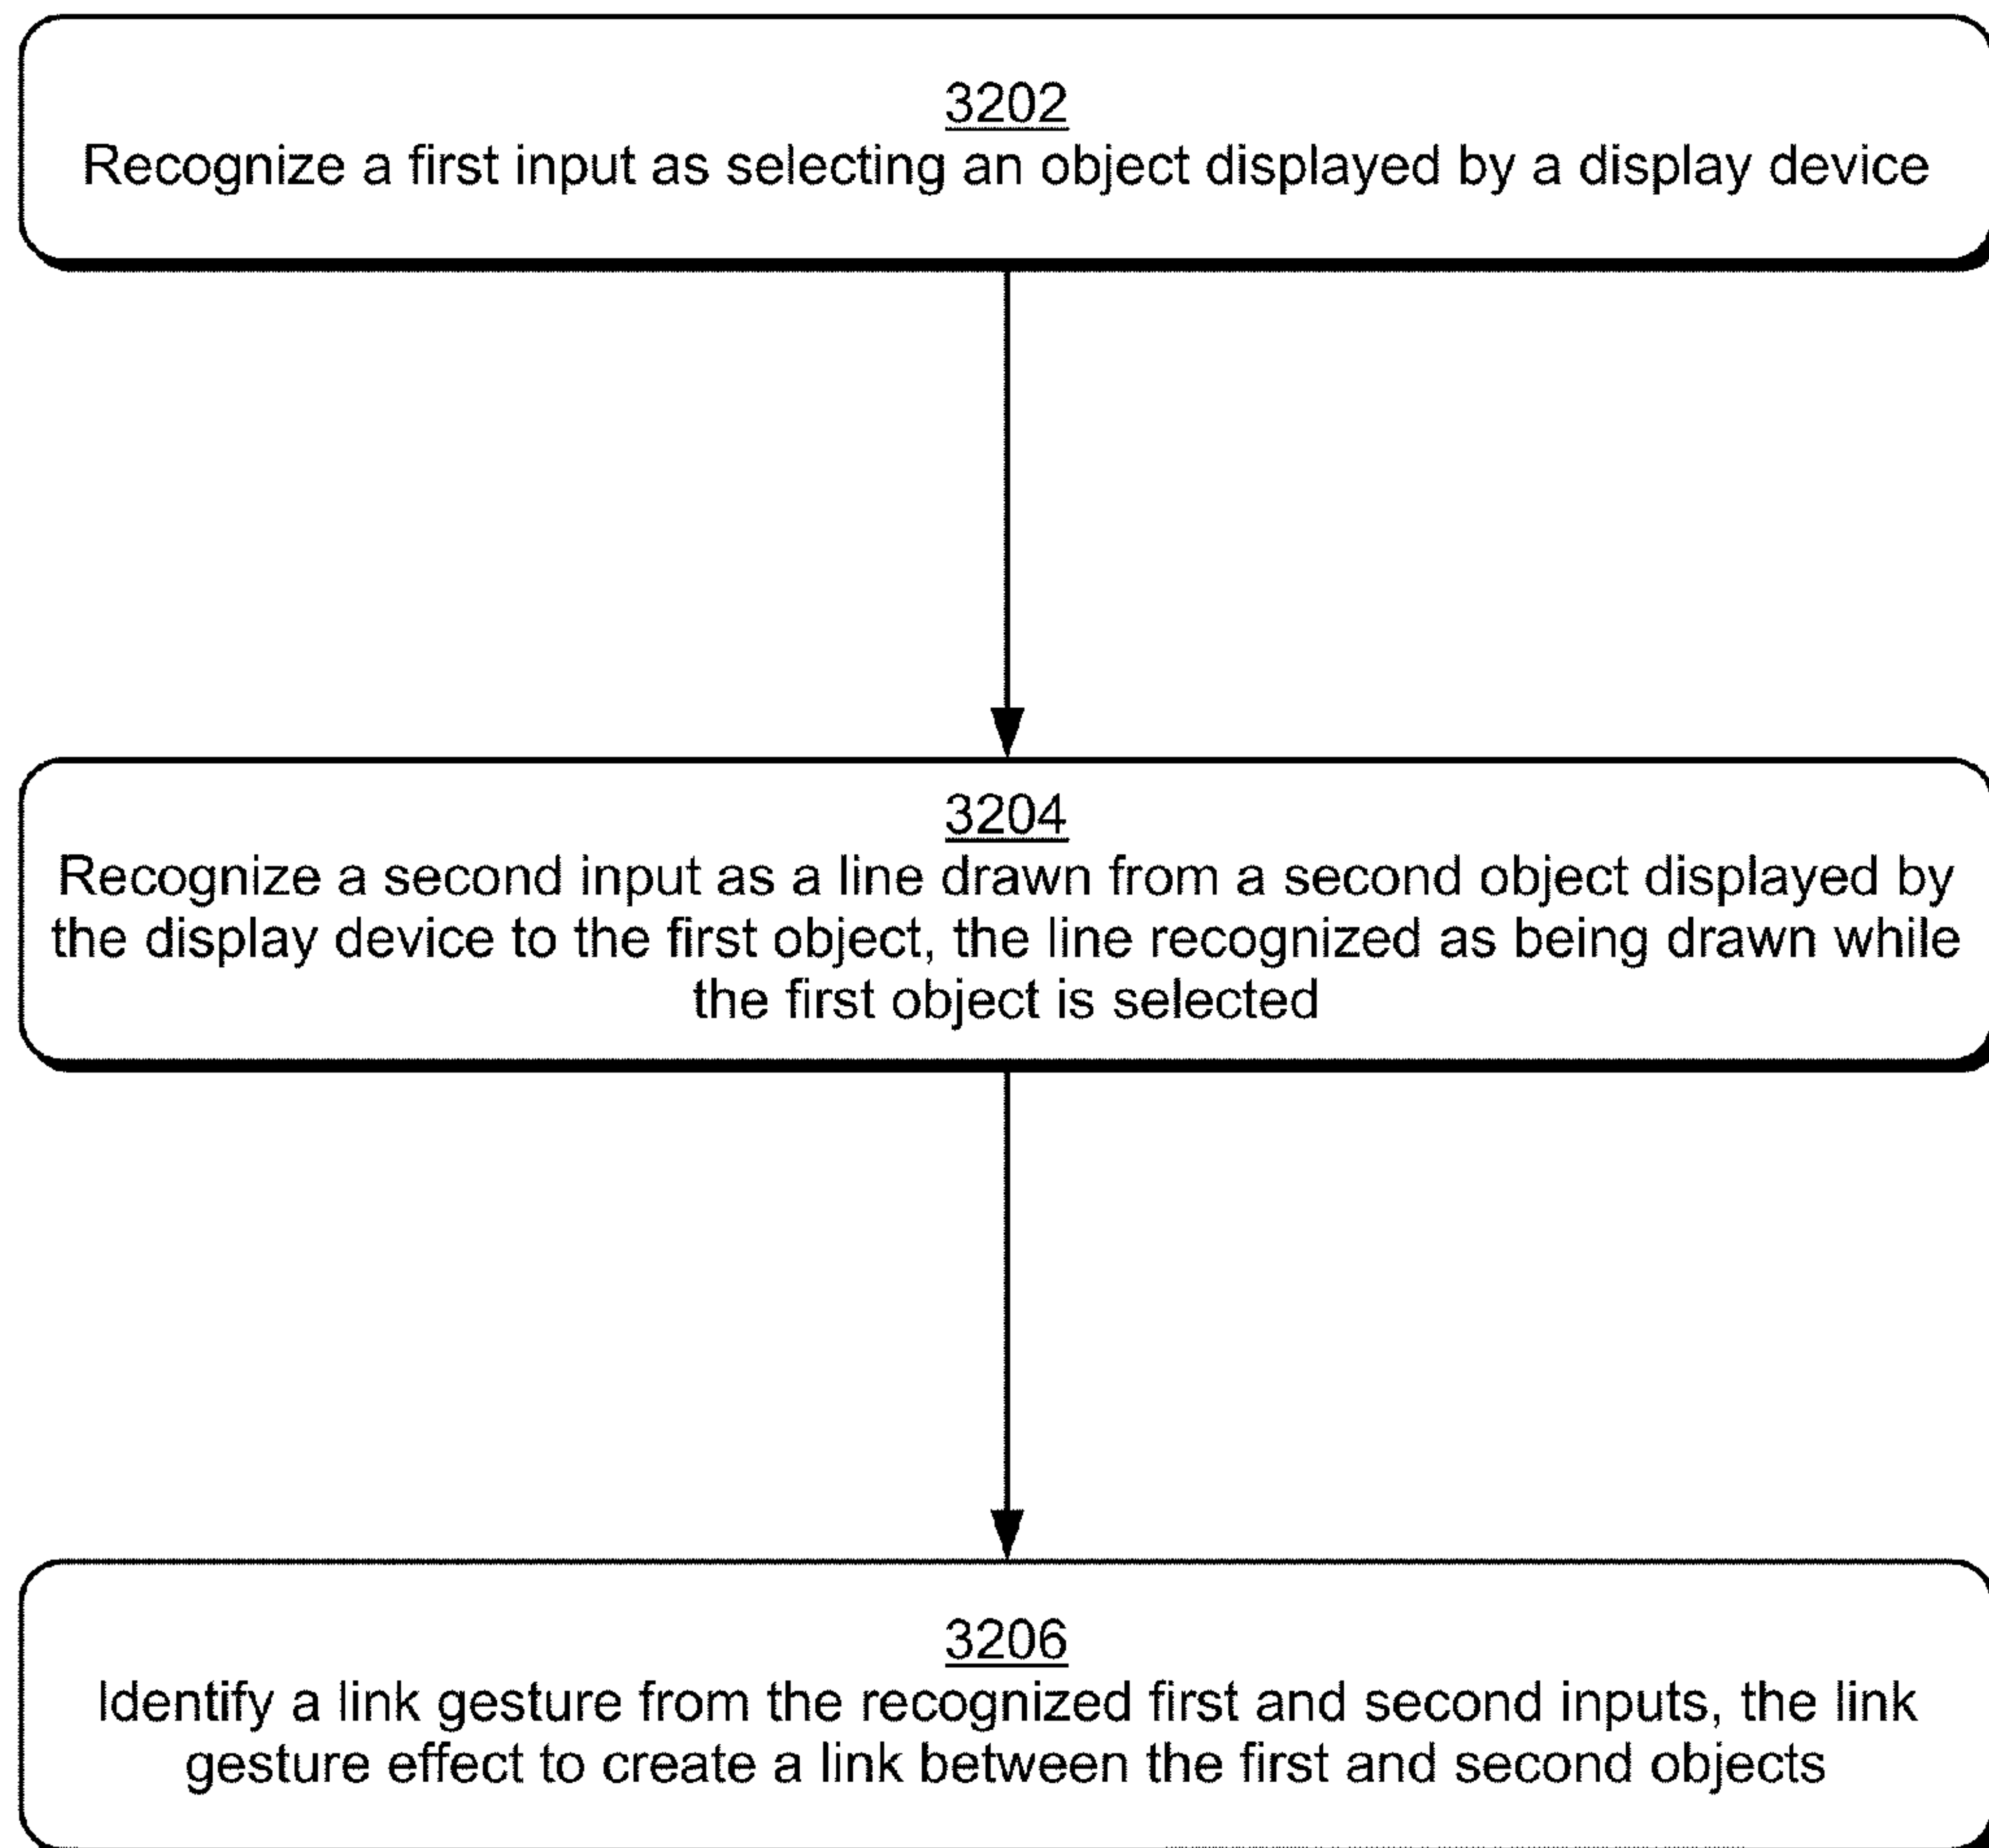 3202
Recognize a first input as selecting an object displayed by a display device
3204
Recognize a second input as a line drawn from a second object displayed by
the display device to the first object, the line recognized as being drawn while
the first object is selected
3206
Identify a link gesture from the recognized first and second inputs, the link
gesture effect to create a link between the first and second objects